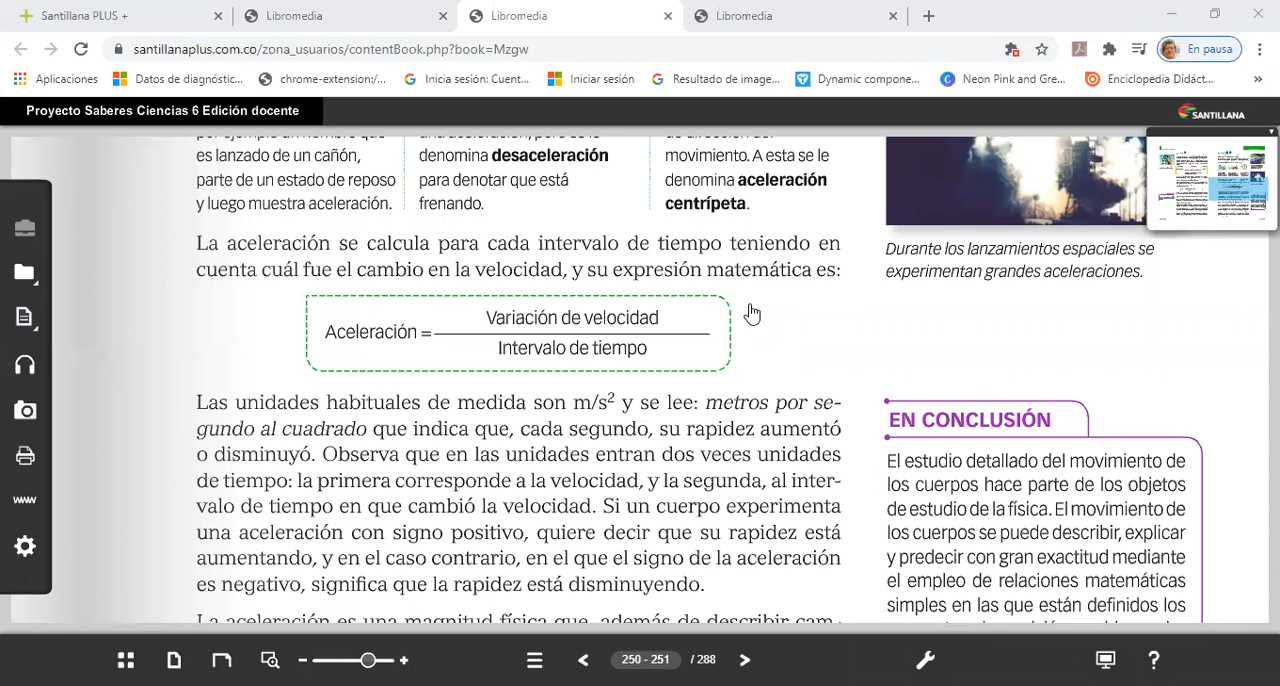 Santillana PLUS +
Libromedia
Libromedia
Libromedia
santillanaplus.com.co/zona_usuarios/contentBook.php?book=Mzgw
En pausa
Aplicaciones
Datos de diagnóstic...
chrome-extension/...
Inicia sesión: Cuent...
Iniciar sesión
Resultado de image...
Dynamic compone...
Neon Pink and Gre...
Enciclopedia Didáct...
Proyecto Saberes Ciencias 6 Edición docente
SANTILLANA
es lanzado de un cañón,
parte de un estado de reposo
y luego muestra aceleración.
denomina desaceleración
para denotar que está
frenando.
movimiento. A esta se le
denomina aceleración
centrípeta.
La aceleración se calcula para cada intervalo de tiempo teniendo en
cuenta cuál fue el cambio en la velocidad, y su expresión matemática es:
Aceleración = Variación de velocidad
Intervalo de tiempo
Las unidades habituales de medida son m/s² y se lee: metros por se-
gundo al cuadrado que indica que, cada segundo, su rapidez aumentó
o disminuyó. Observa que en las unidades entran dos veces unidades
de tiempo: la primera corresponde a la velocidad, y la segunda, al inter-
valo de tiempo en que cambió la velocidad. Si un cuerpo experimenta
una aceleración con signo positivo, quiere decir que su rapidez está
aumentando, y en el caso contrario, en el que el signo de la aceleración
es negativo, significa que la rapidez está disminuyendo.
La aceleración es una magnitud física que, además de describir cam-
Durante los lanzamientos espaciales se
experimentan grandes aceleraciones.
EN CONCLUSIÓN
El estudio detallado del movimiento de
los cuerpos hace parte de los objetos
de estudio de la física. El movimiento de
los cuerpos se puede describir, explicar
y predecir con gran exactitud mediante
el empleo de relaciones matemáticas
simples en las que están definidos los
www
250 - 251 / 288